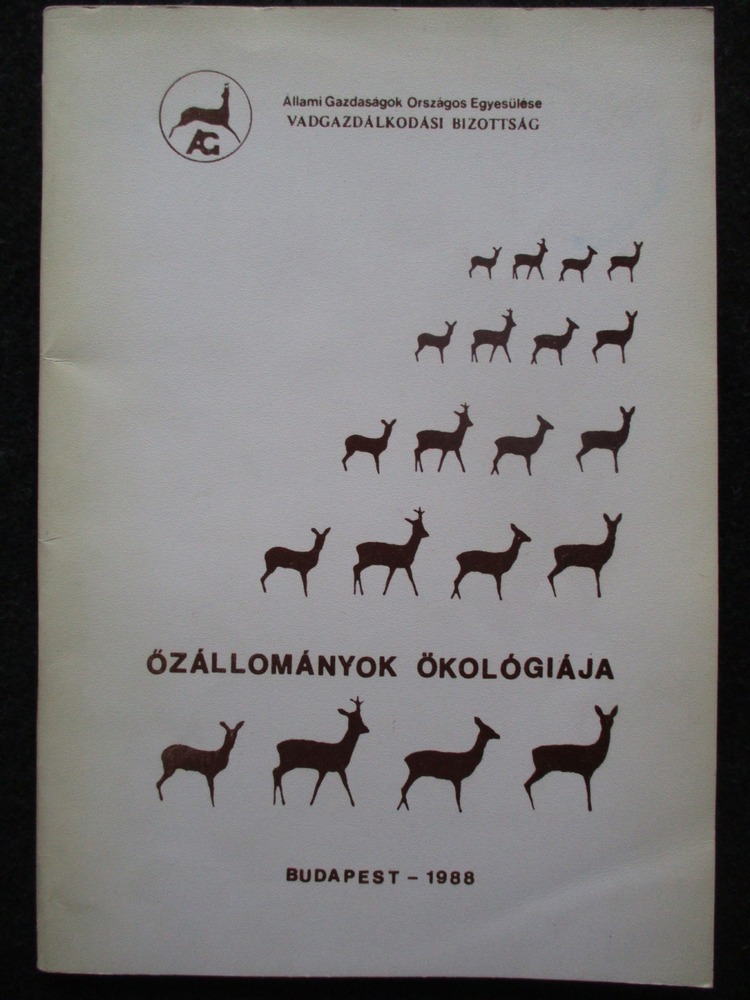 ÁG
Állami Gazdaságok Országos Egyesülése
VADGAZDÁLKODÁSI BIZOTTSÁG
ŐZÁLLOMÁNYOK ÖKOLÓGIÁJA
BUDAPEST – 1988